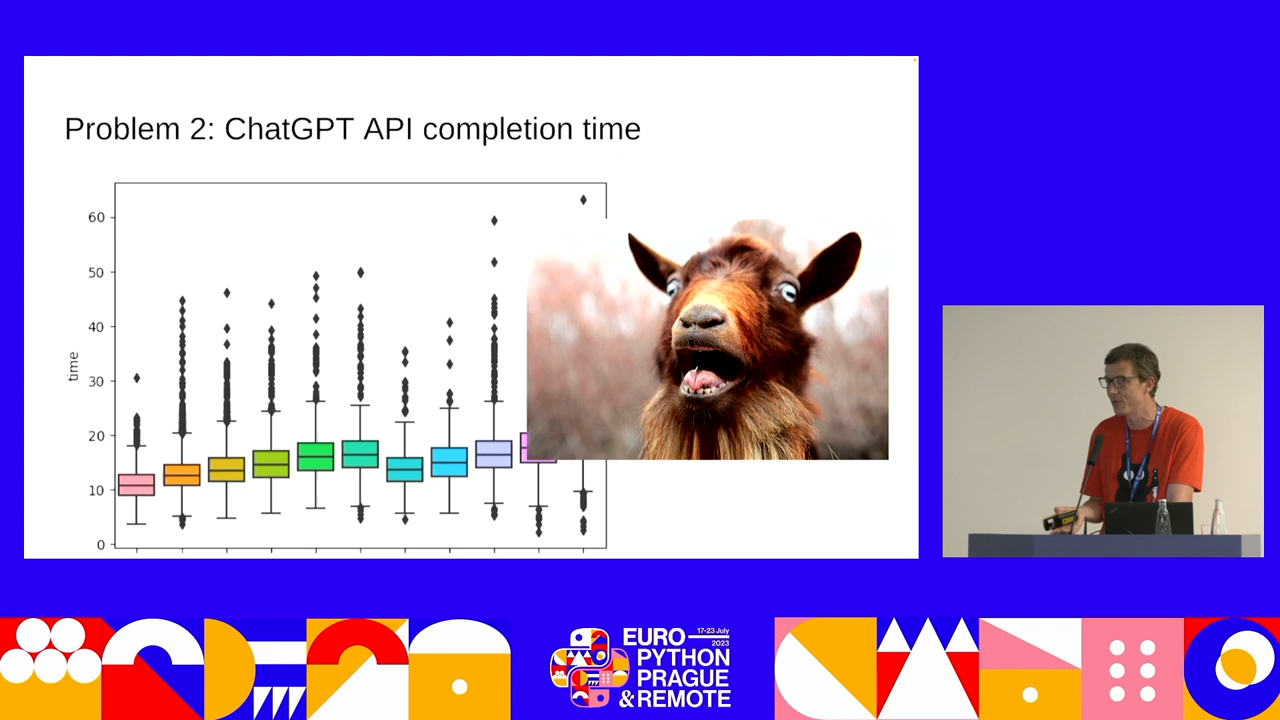 Problem 2: ChatGPT API completion time
time
60
50
40
30
20
10
0
EURO 17-23 July
2023
PYTHON
PRAGUE
& REMOTE